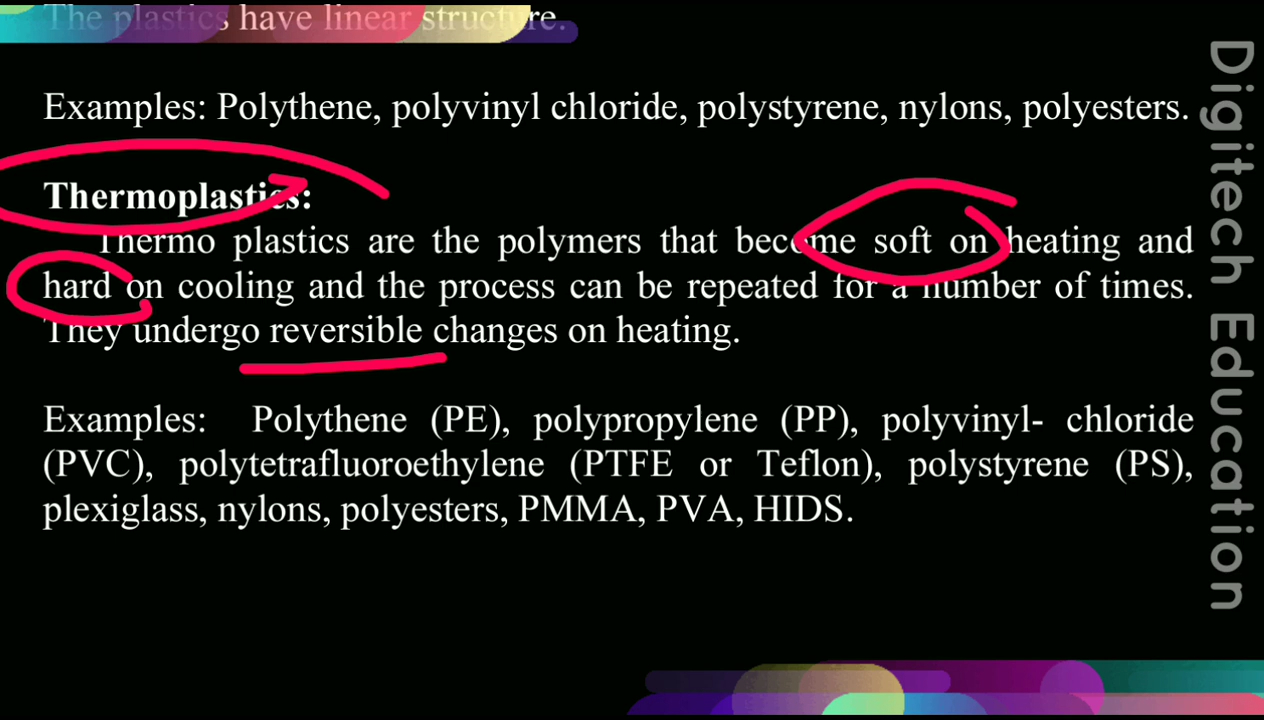 The plastics have linear structure.
Examples: Polythene, polyvinyl chloride, polystyrene, nylons, polyesters.
Thermoplastics:
Thermo plastics are the polymers that become soft on heating and
hard on cooling and the process can be repeated for a number of times.
They undergo reversible changes on heating.
Examples: Polythene (PE), polypropylene (PP), polyvinyl- chloride
(PVC), polytetrafluoroethylene (PTFE or Teflon), polystyrene (PS),
plexiglass, nylons, polyesters, PMMA, PVA, HIDS.
Digitech Education